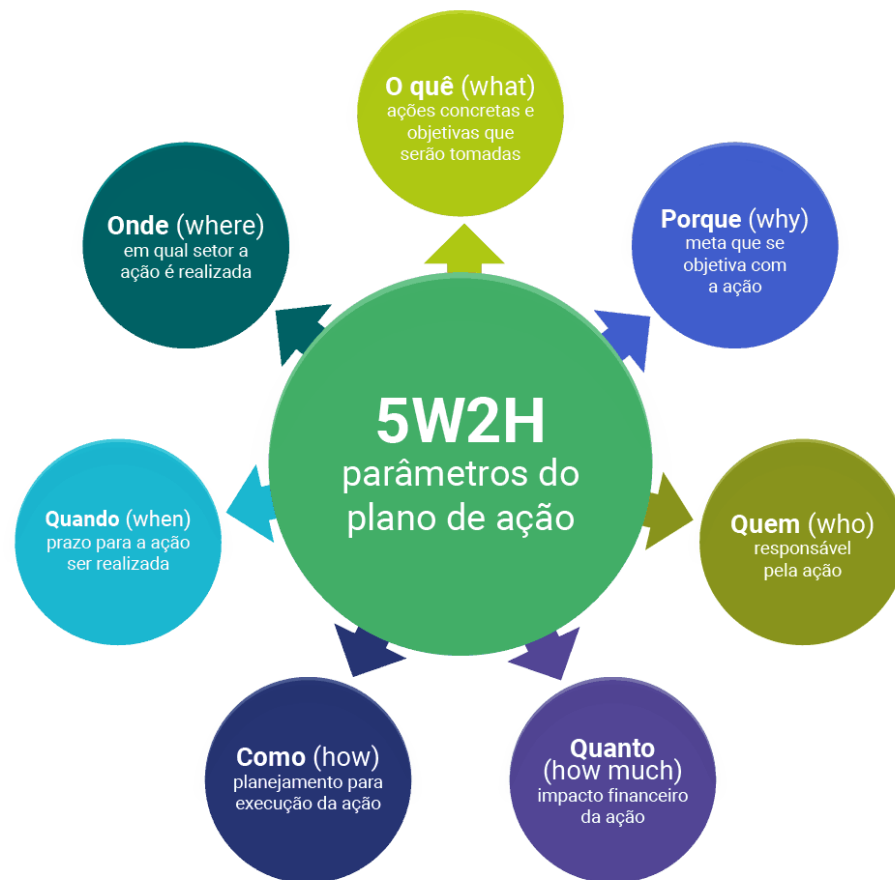 O quê (what)
ações concretas e
objetivas que
serão tomadas
Onde (where)
em qual setor a
ação é realizada
Porque (why)
meta que se
objetiva com
a ação
5W2H
parâmetros do
plano de ação
Quando (when)
prazo para a ação
ser realizada
Quem (who)
responsável
pela ação
Como (how)
planejamento para
execução da ação
Quanto
(how much)
impacto financeiro
da ação